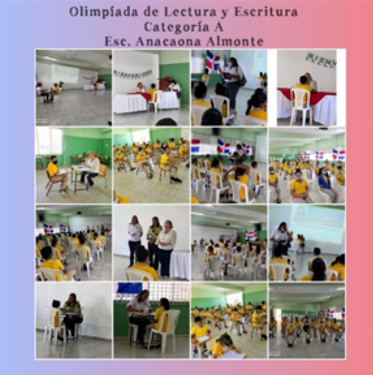 Olimpíada de Lectura y Escritura
Categoría A
Esc. Anacaona Almonte